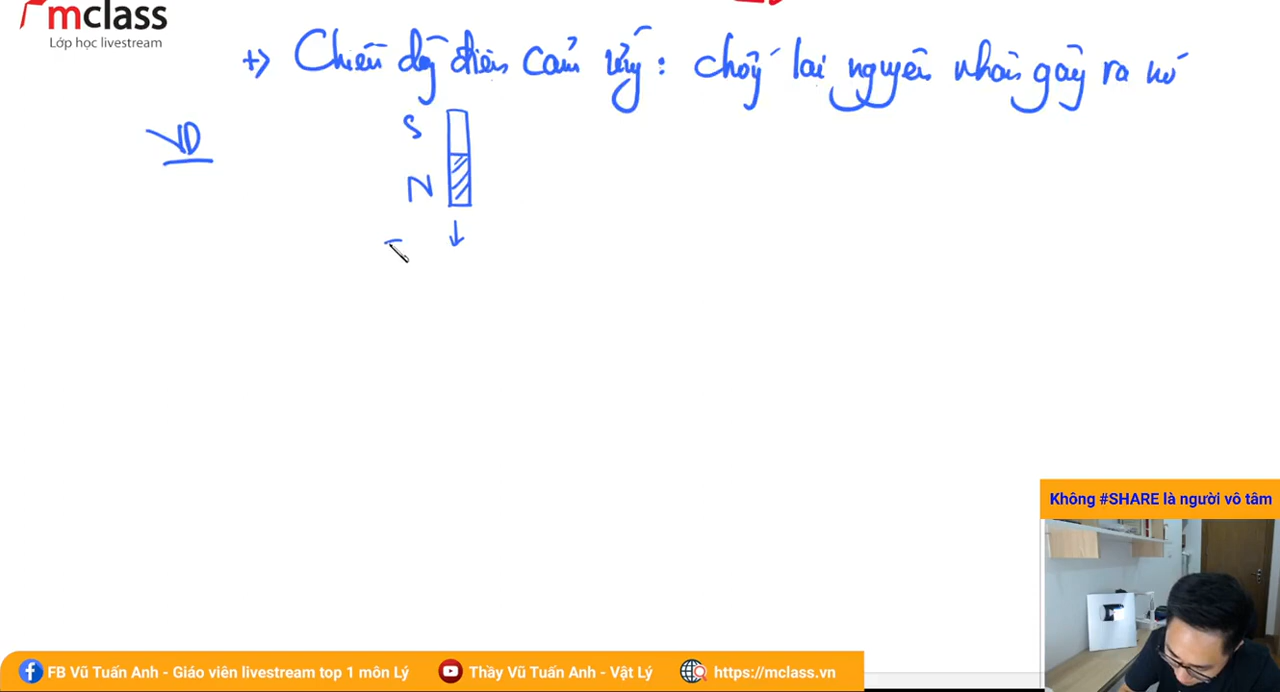 mclass
Lớp học livestream
+) Chiều dòng điện cảm ứng: chống lại nguyên nhân gây ra nó
VD
S
N
Không #SHARE là người vô tâm
FB Vũ Tuấn Anh - Giáo viên livestream top 1 môn Lý
Thầy Vũ Tuấn Anh - Vật Lý
https://mclass.vn